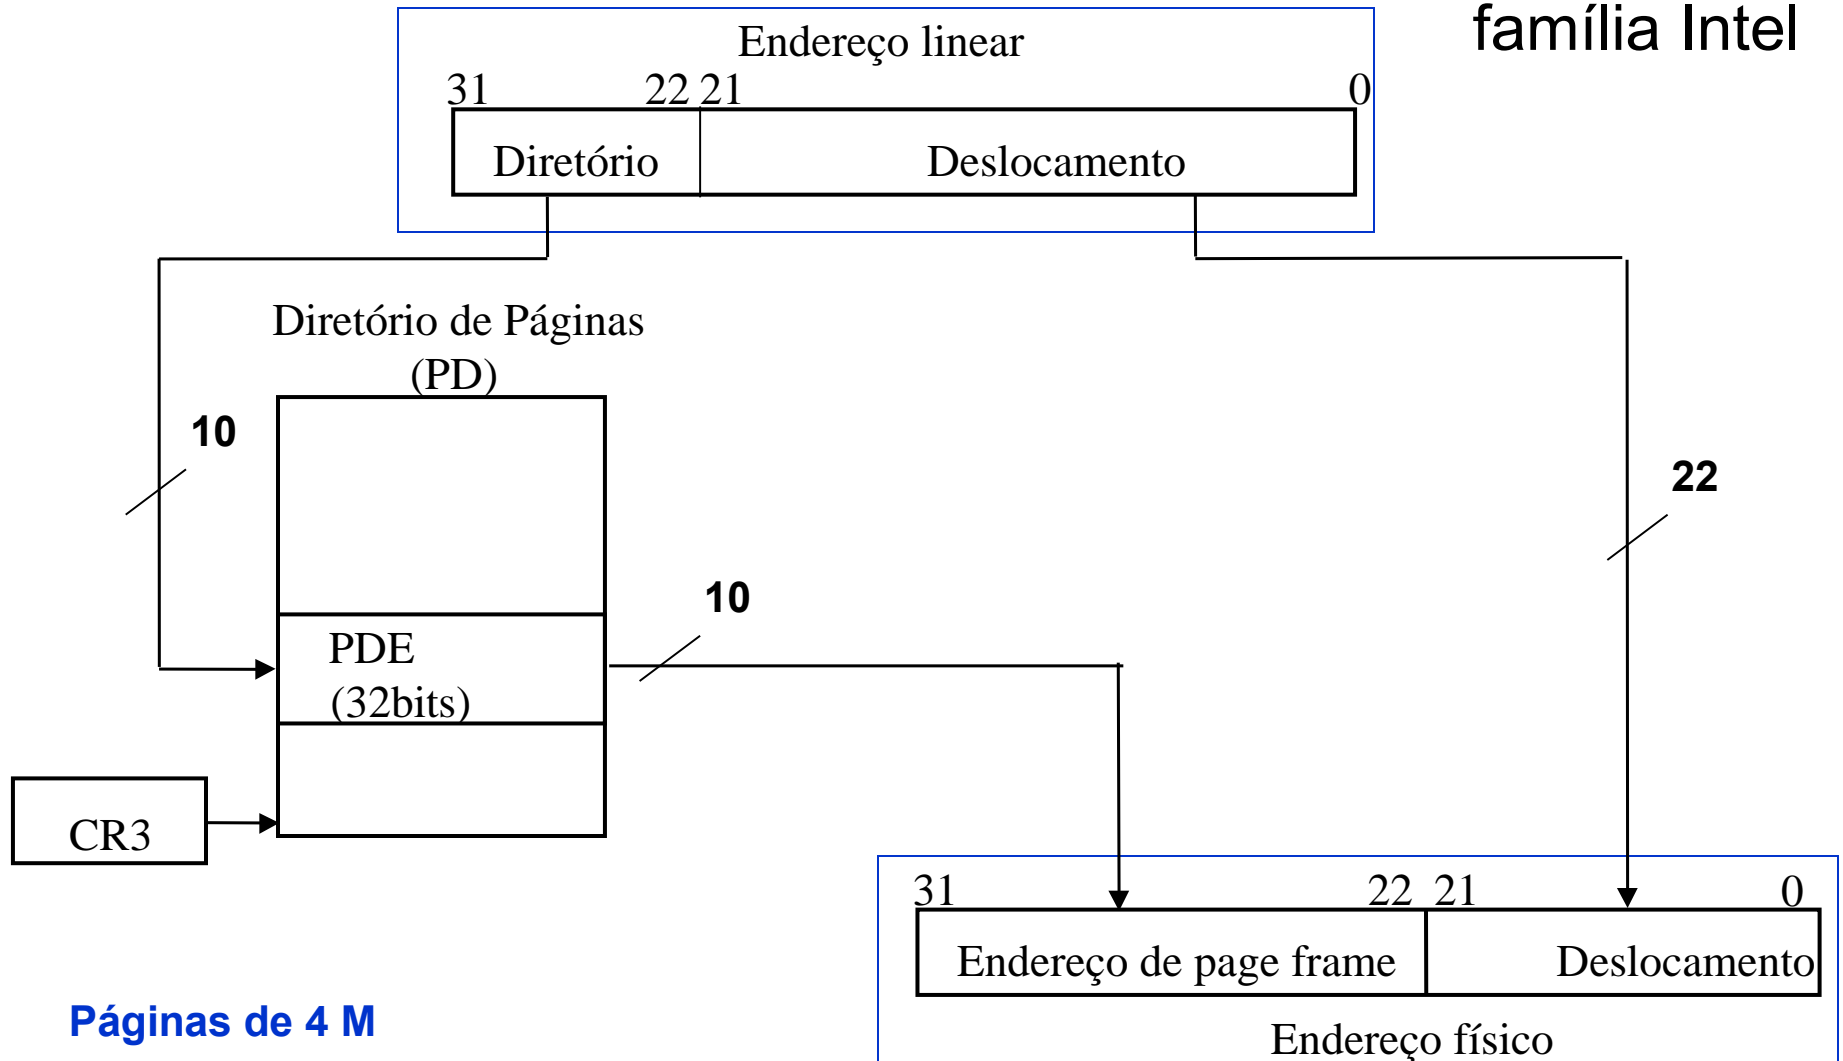 família Intel
Endereço linear
31 22 21 0
Diretório Deslocamento
Diretório de Páginas
(PD)
10
22
10
PDE
(32bits)
CR3
31 22 21 0
Endereço de page frame Deslocamento
Páginas de 4 M
Endereço físico